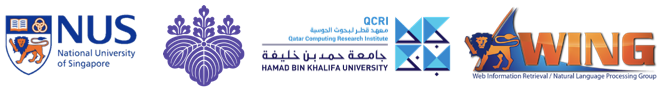 NUS
National University
of Singapore
QCRI
معهد قطر لبحوث الحوسبة
Qatar Computing Research Institute
جامعة حمد بن خليفة
HAMAD BIN KHALIFA UNIVERSITY
WING
Web Information Retrieval / Natural Language Processing Group